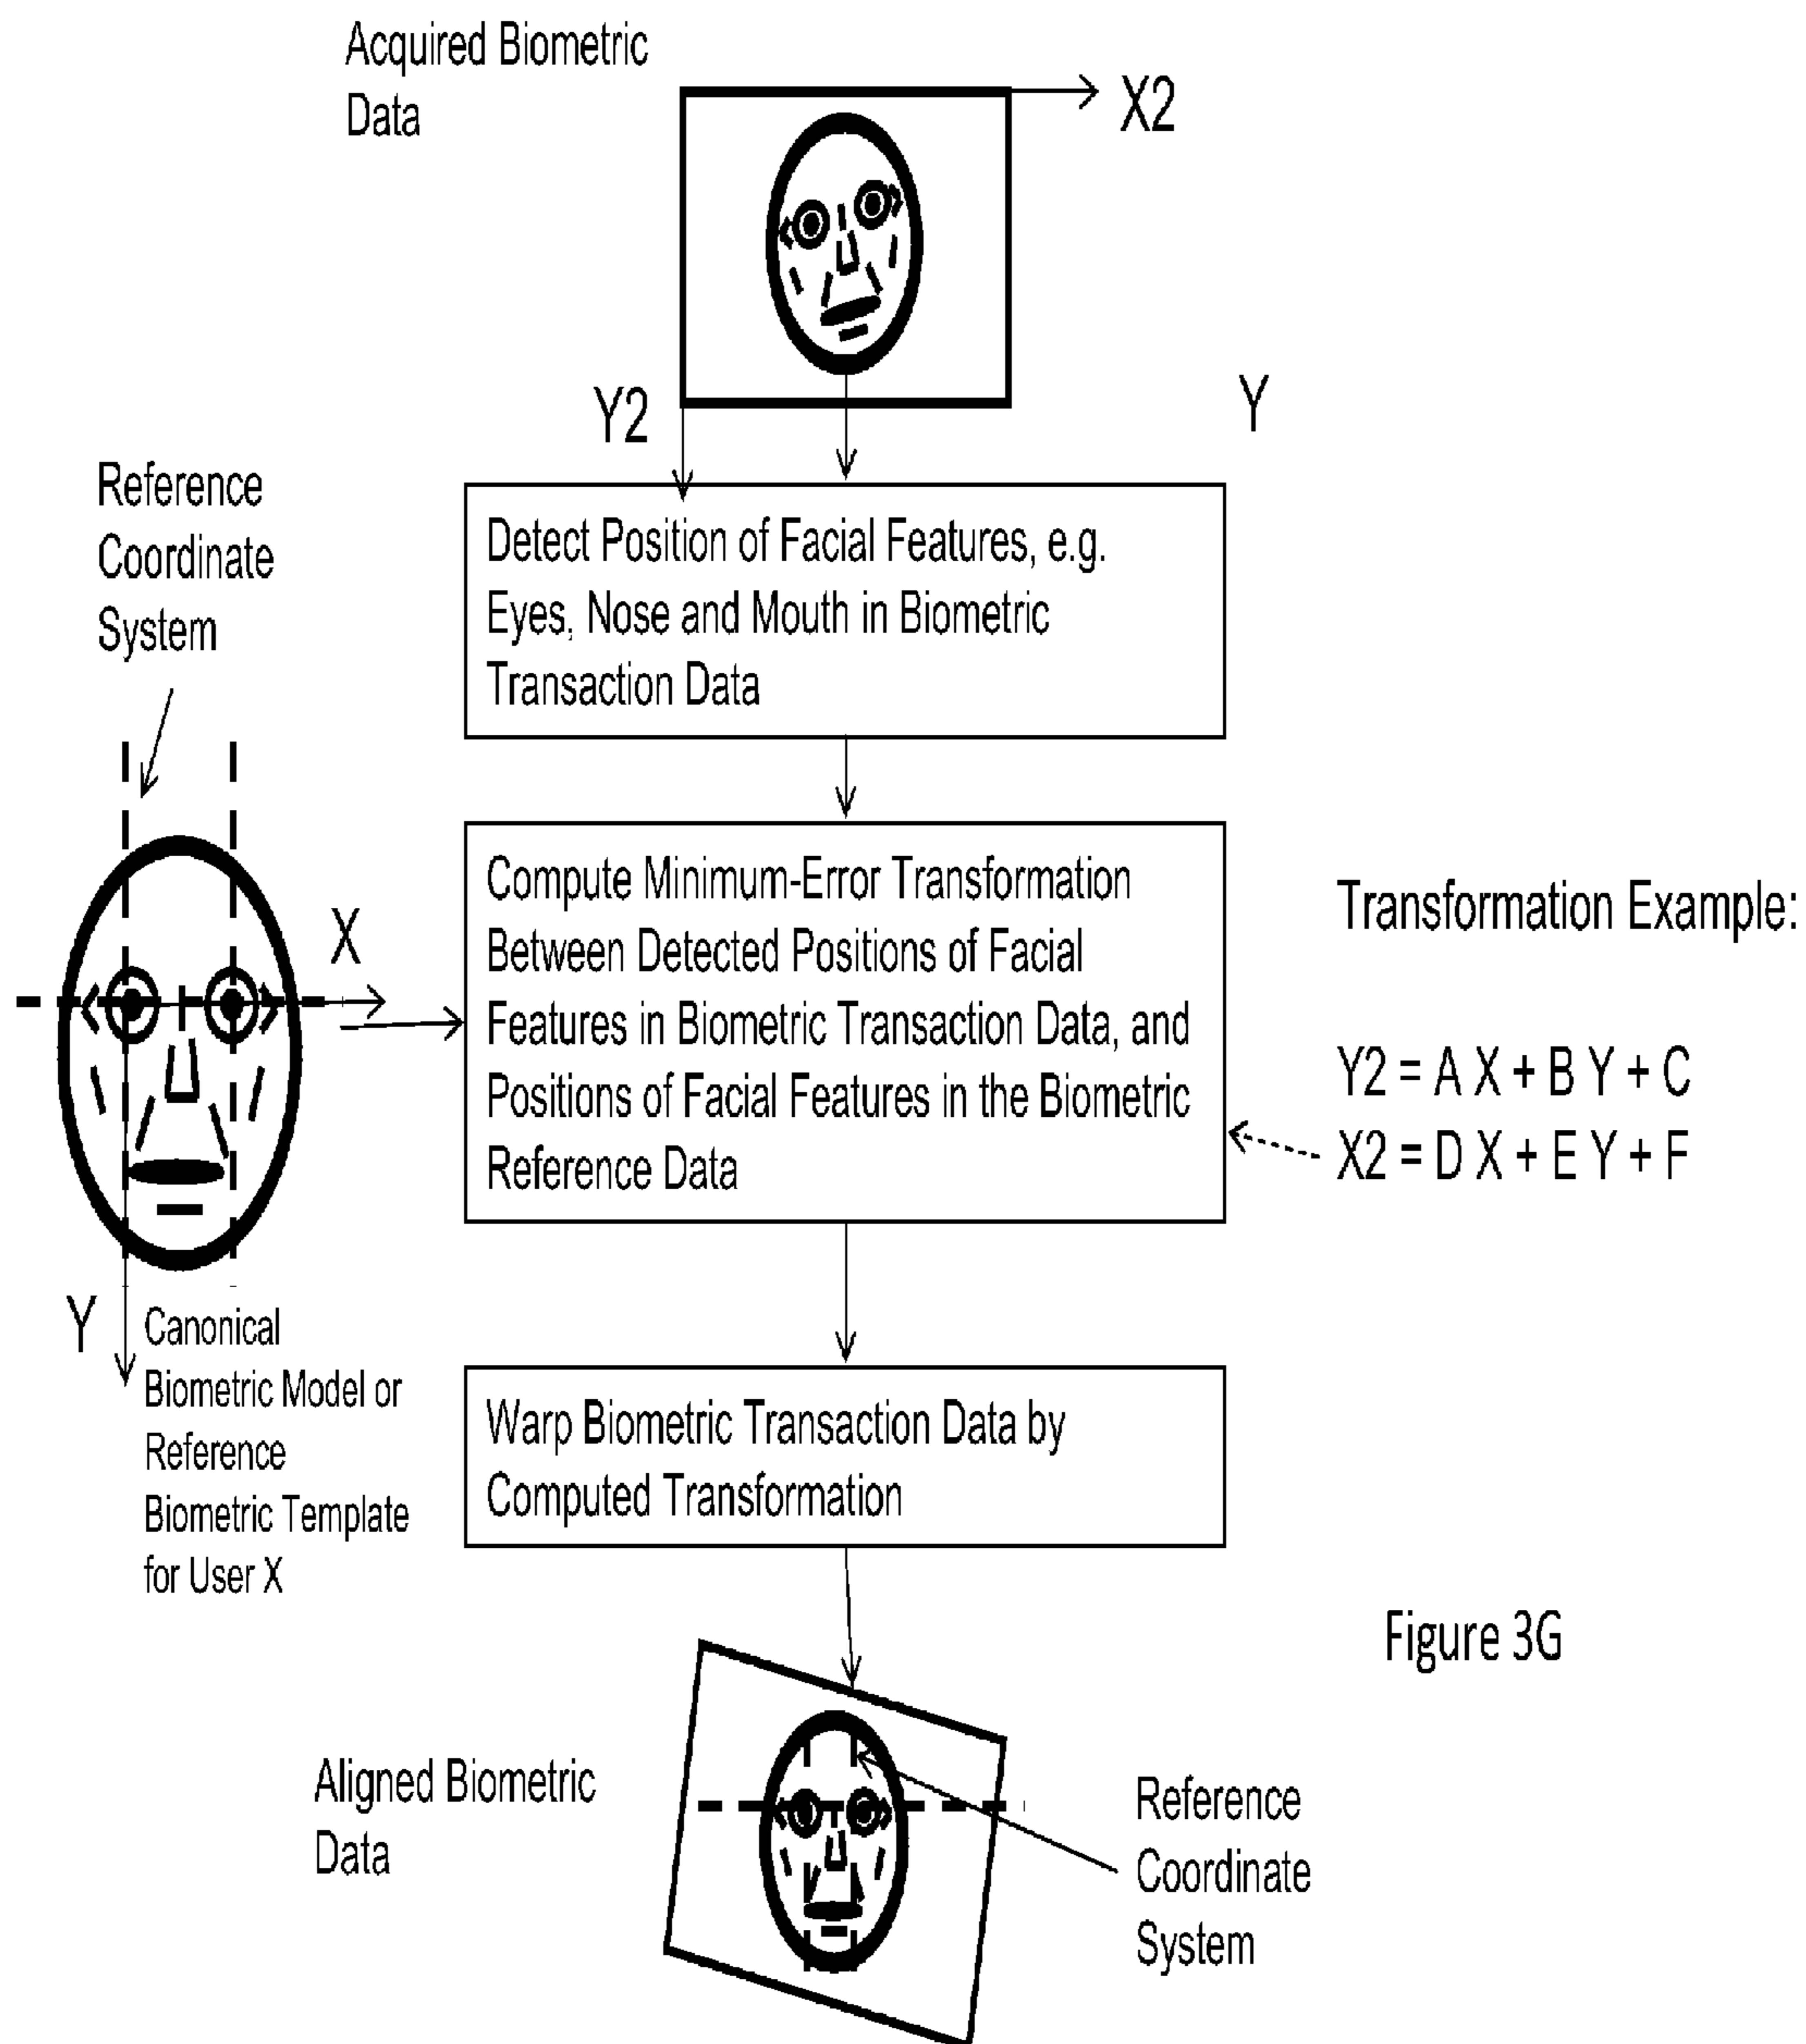 Acquired Biometric
Data
X2
Y2
Y
Reference
Coordinate
System
Detect Position of Facial Features, e.g.
Eyes, Nose and Mouth in Biometric
Transaction Data
X
Compute Minimum-Error Transformation
Between Detected Positions of Facial
Features in Biometric Transaction Data, and
Positions of Facial Features in the Biometric
Reference Data
Transformation Example:
Y2 = A X + B Y + C
X2 = D X + E Y + F
Y
Canonical
Biometric Model or
Reference
Biometric Template
for User X
Warp Biometric Transaction Data by
Computed Transformation
Figure 3G
Aligned Biometric
Data
Reference
Coordinate
System